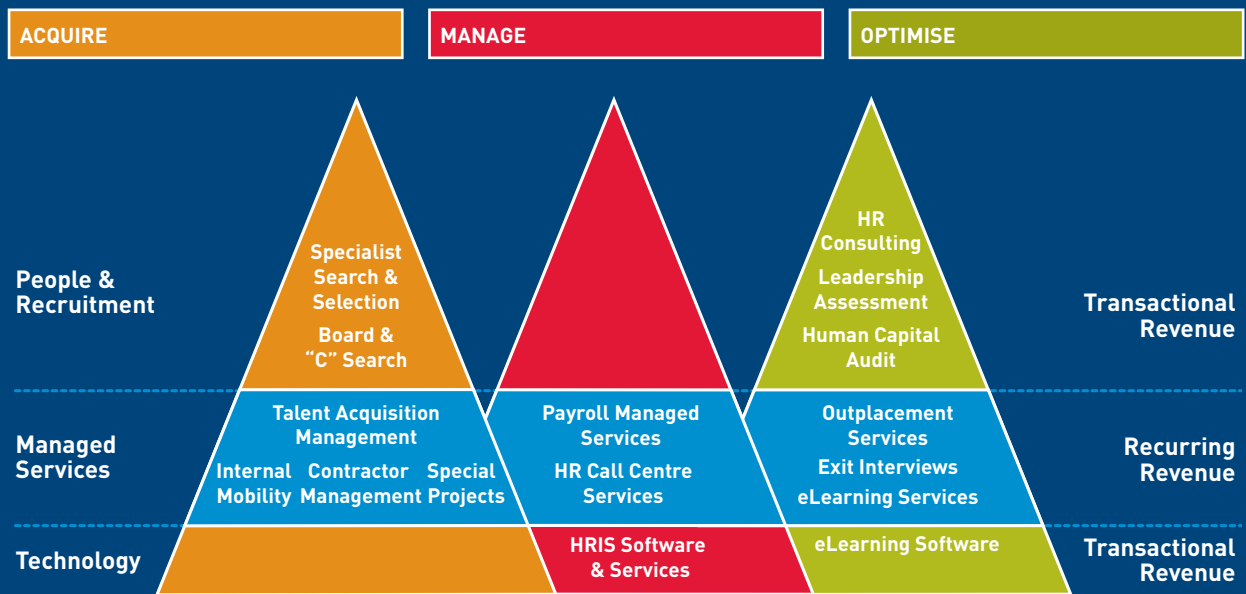 ACQUIRE
MANAGE
OPTIMISE
People &
Recruitment
Specialist
Search &
Selection
Board &
“C” Search
HR
Consulting
Leadership
Assessment
Human Capital
Audit
Transactional
Revenue
Managed
Services
Talent Acquisition
Management
Internal
Mobility
Contractor
Management
Special
Projects
Payroll Managed
Services
HR Call Centre
Services
Outplacement
Services
Exit Interviews
eLearning Services
Recurring
Revenue
Technology
HRIS Software
& Services
eLearning Software
Transactional
Revenue